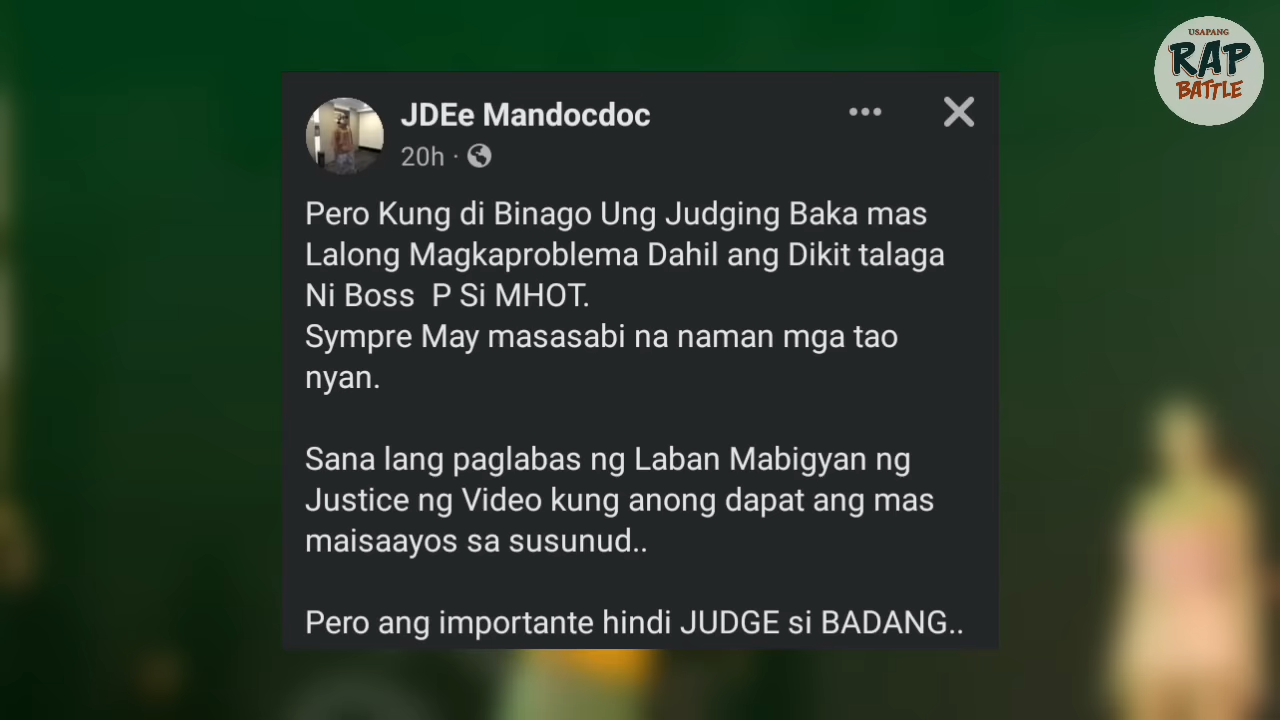 USAPANG
RAP
BATTLE
JDEe Mandocdoc
20h ·
Pero Kung di Binago Ung Judging Baka mas
Lalong Magkaproblema Dahil ang Dikit talaga
Ni Boss  P Si MHOT.
Sympre May masasabi na naman mga tao
nyan.
Sana lang paglabas ng Laban Mabigyan ng
Justice ng Video kung anong dapat ang mas
maisaayos sa susunud..
Pero ang importante hindi JUDGE si BADANG..